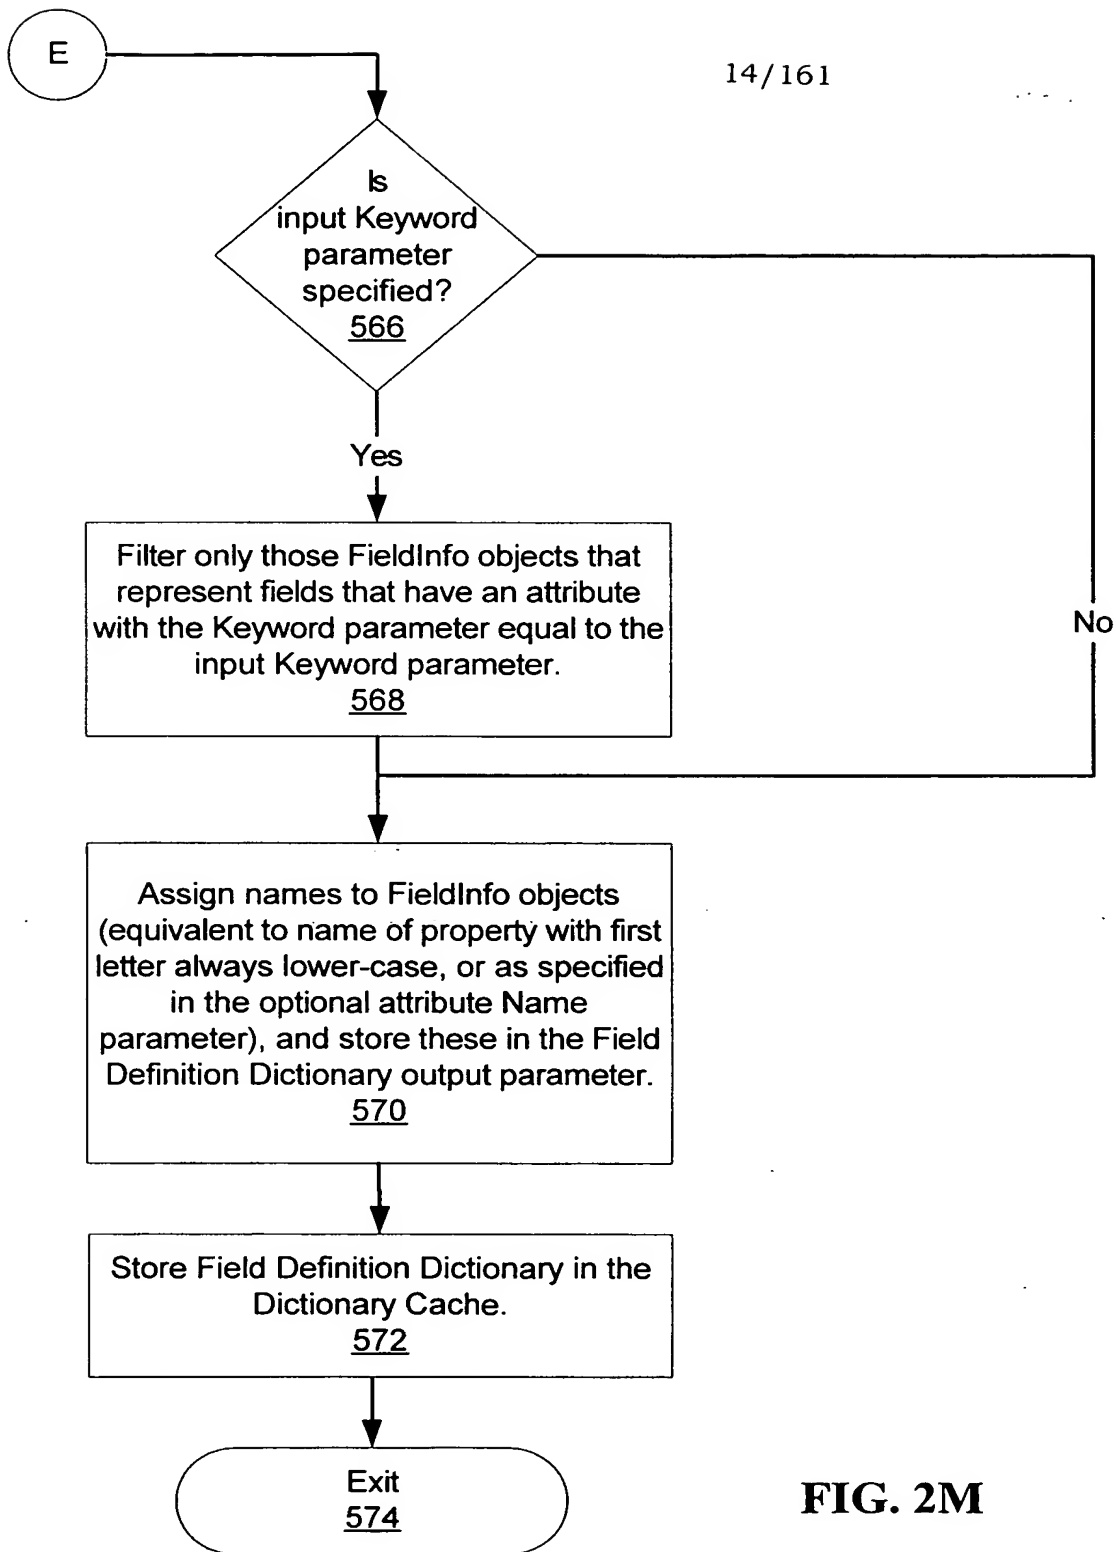 E
14/161
Is
input Keyword
parameter
specified?
566
Yes
No
Filter only those FieldInfo objects that
represent fields that have an attribute
with the Keyword parameter equal to the
input Keyword parameter.
568
Assign names to FieldInfo objects
(equivalent to name of property with first
letter always lower-case, or as specified
in the optional attribute Name
parameter), and store these in the Field
Definition Dictionary output parameter.
570
Store Field Definition Dictionary in the
Dictionary Cache.
572
Exit
574
FIG. 2M